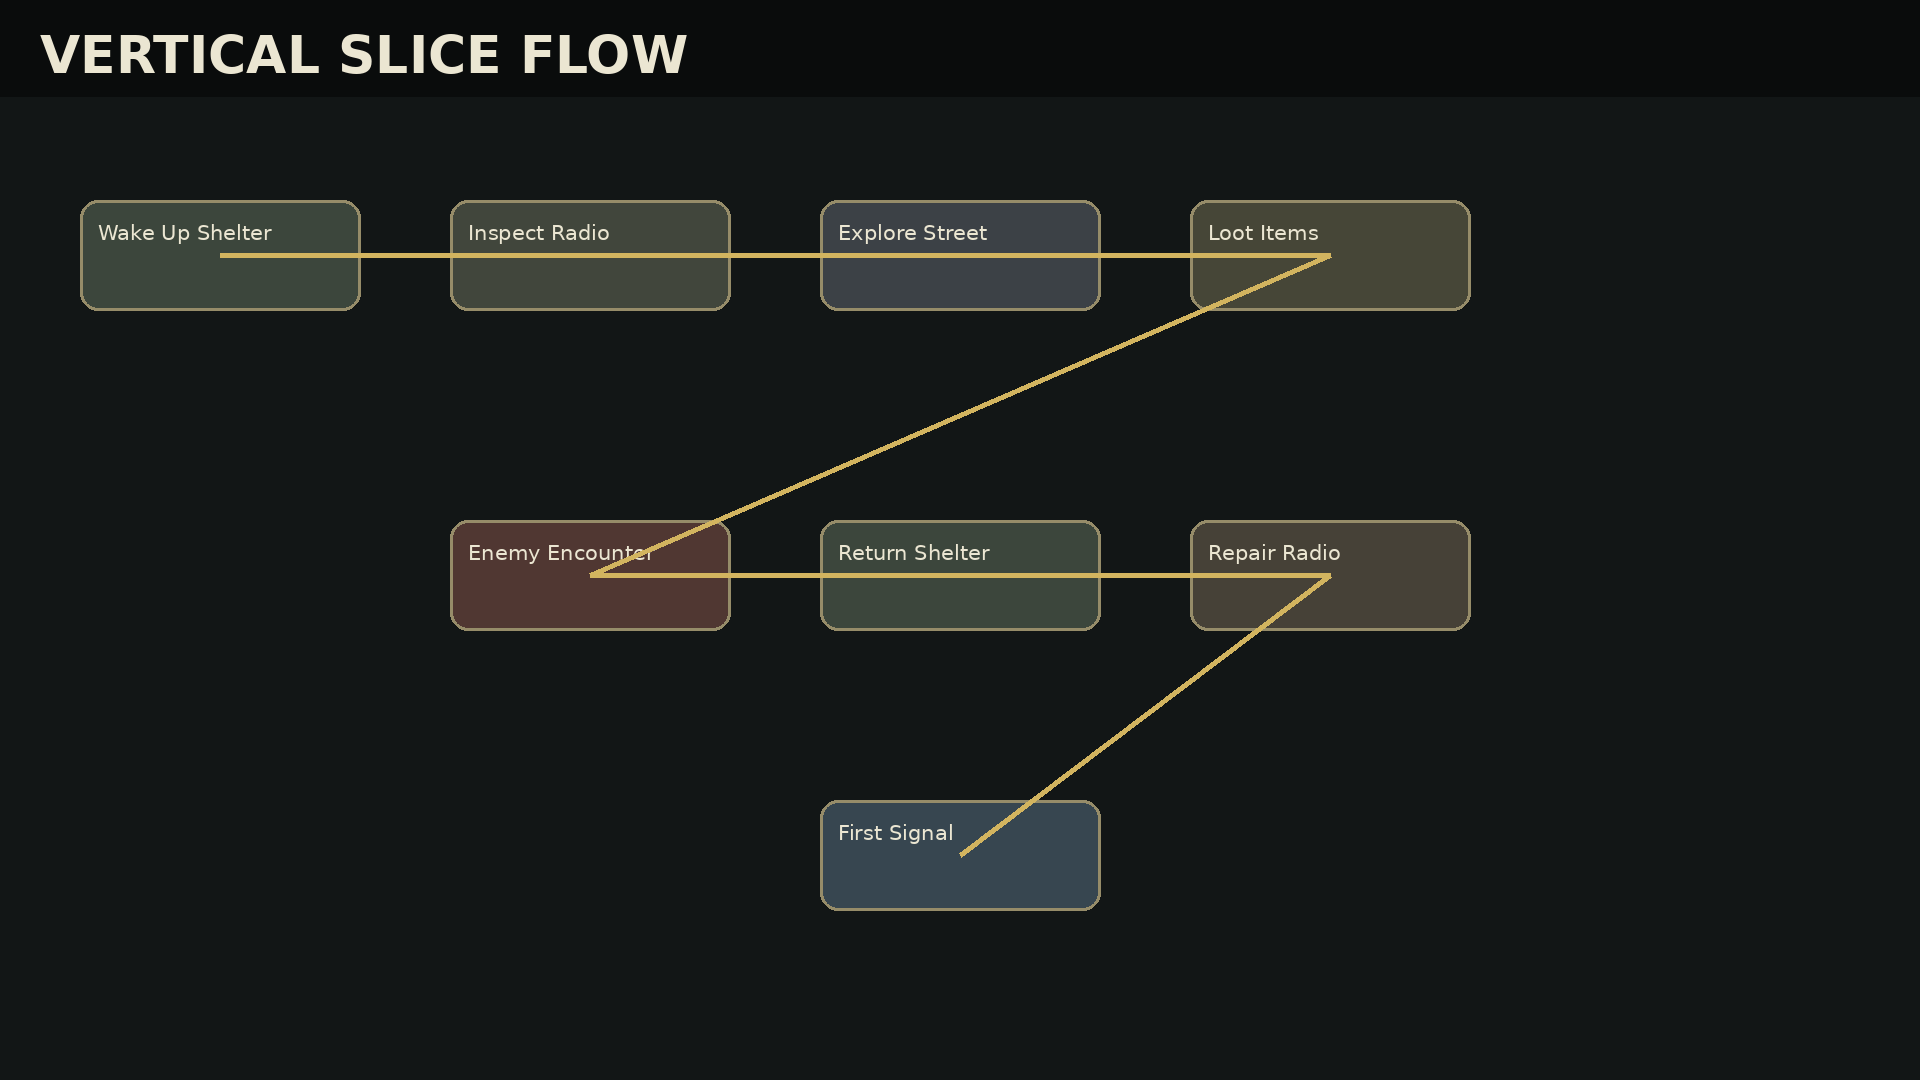 VERTICAL SLICE FLOW
Wake Up Shelter
Inspect Radio
Explore Street
Loot Items
Enemy Encounter
Return Shelter
Repair Radio
First Signal